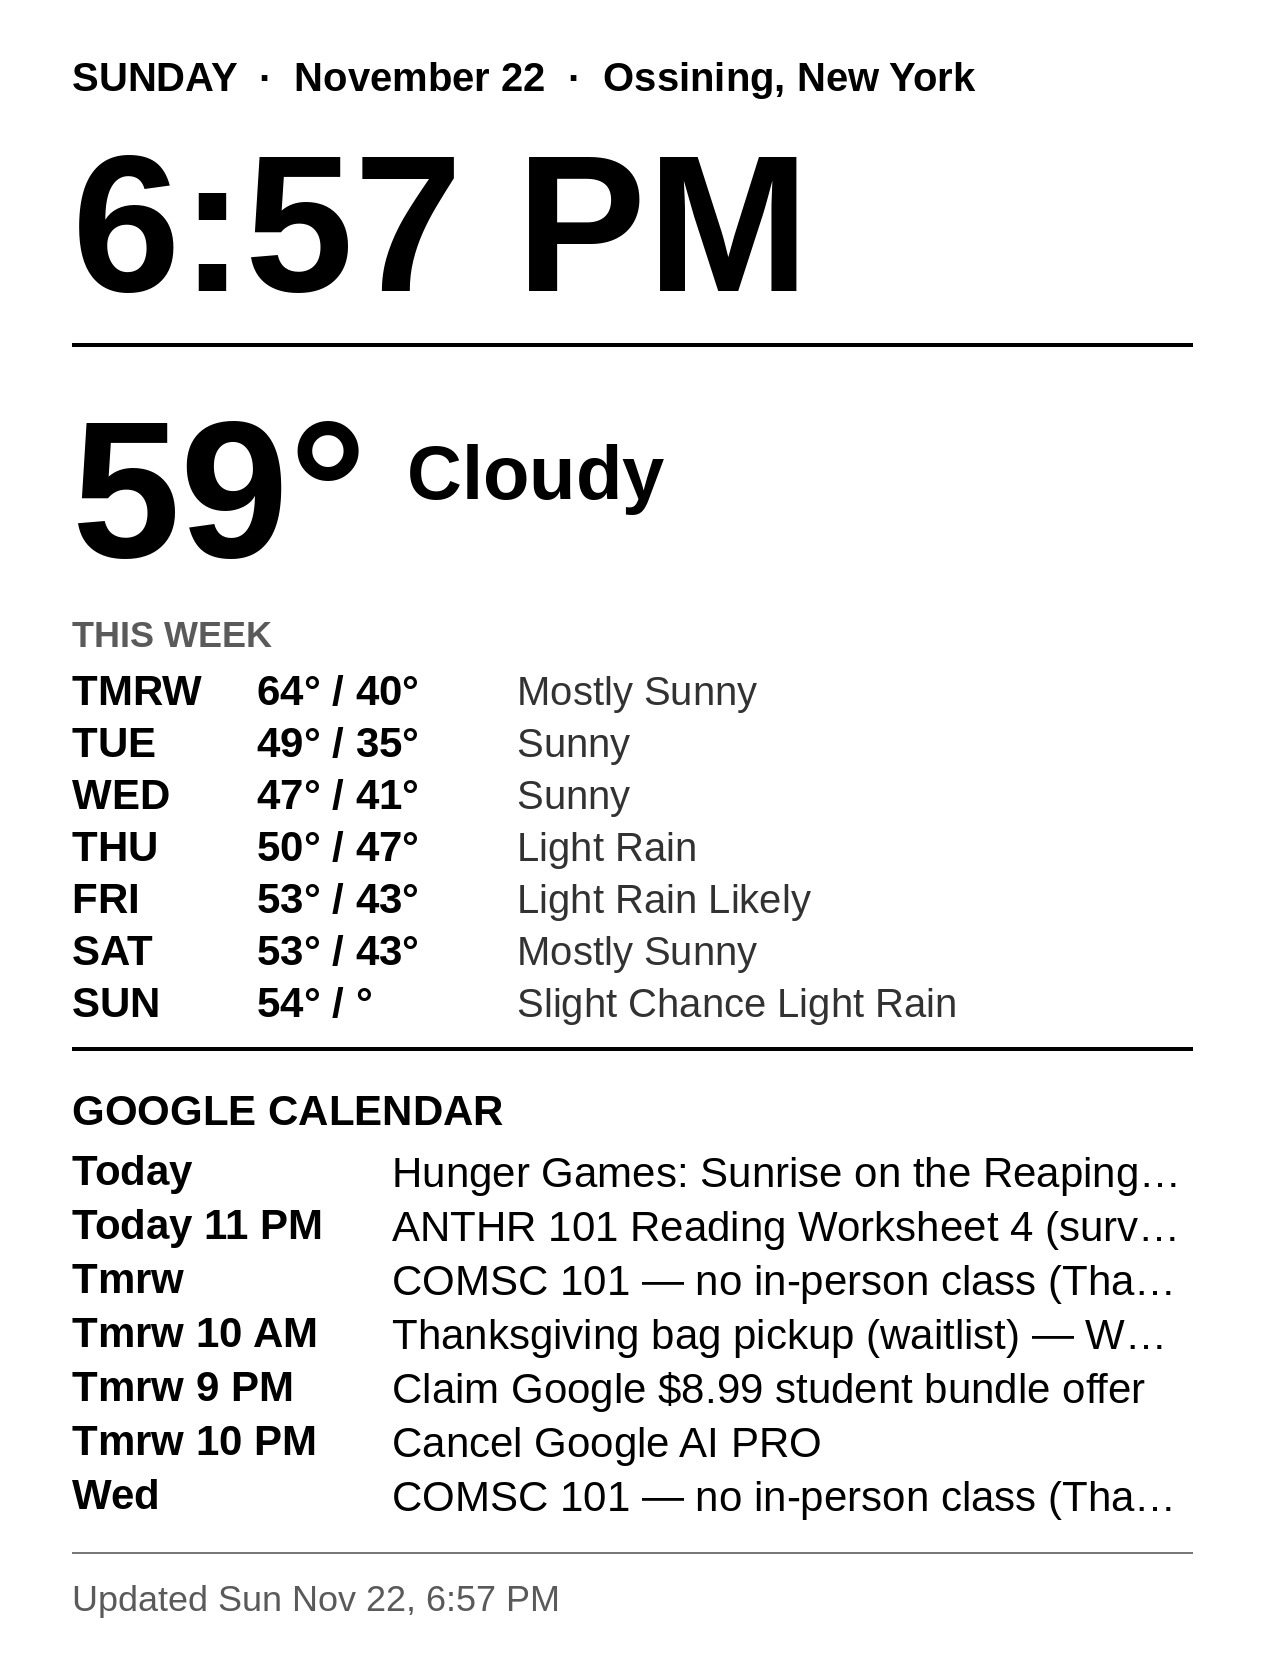 SUNDAY · November 22 · Ossining, New York
6:57 PM
59° Cloudy
THIS WEEK
TMRW 64° / 40° Mostly Sunny
TUE 49° / 35° Sunny
WED 47° / 41° Sunny
THU 50° / 47° Light Rain
FRI 53° / 43° Light Rain Likely
SAT 53° / 43° Mostly Sunny
SUN 54° / ° Slight Chance Light Rain
GOOGLE CALENDAR
Today Hunger Games: Sunrise on the Reaping…
Today 11 PM ANTHR 101 Reading Worksheet 4 (surv…
Tmrw COMSC 101 — no in-person class (Tha…
Tmrw 10 AM Thanksgiving bag pickup (waitlist) — W…
Tmrw 9 PM Claim Google $8.99 student bundle offer
Tmrw 10 PM Cancel Google AI PRO
Wed COMSC 101 — no in-person class (Tha…
Updated Sun Nov 22, 6:57 PM